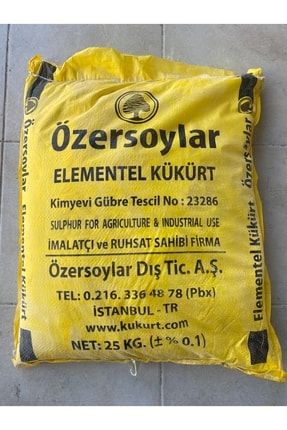 Özersoylar
ELEMENTEL KÜKÜRT
Kimyevi Gübre Tescil No : 23286
SULPHUR FOR AGRICULTURE & INDUSTRIAL USE
İMALATÇI ve RUHSAT SAHİBİ FİRMA
Özersoylar Dış Tic. A.Ş.
TEL: 0.216. 336 48 78 (Pbx)
İSTANBUL - TR
www.kukurt.com
NET: 25 KG. (± % 0.1)
Elementel Kükürt
Özersoylar
Elementel Kükürt